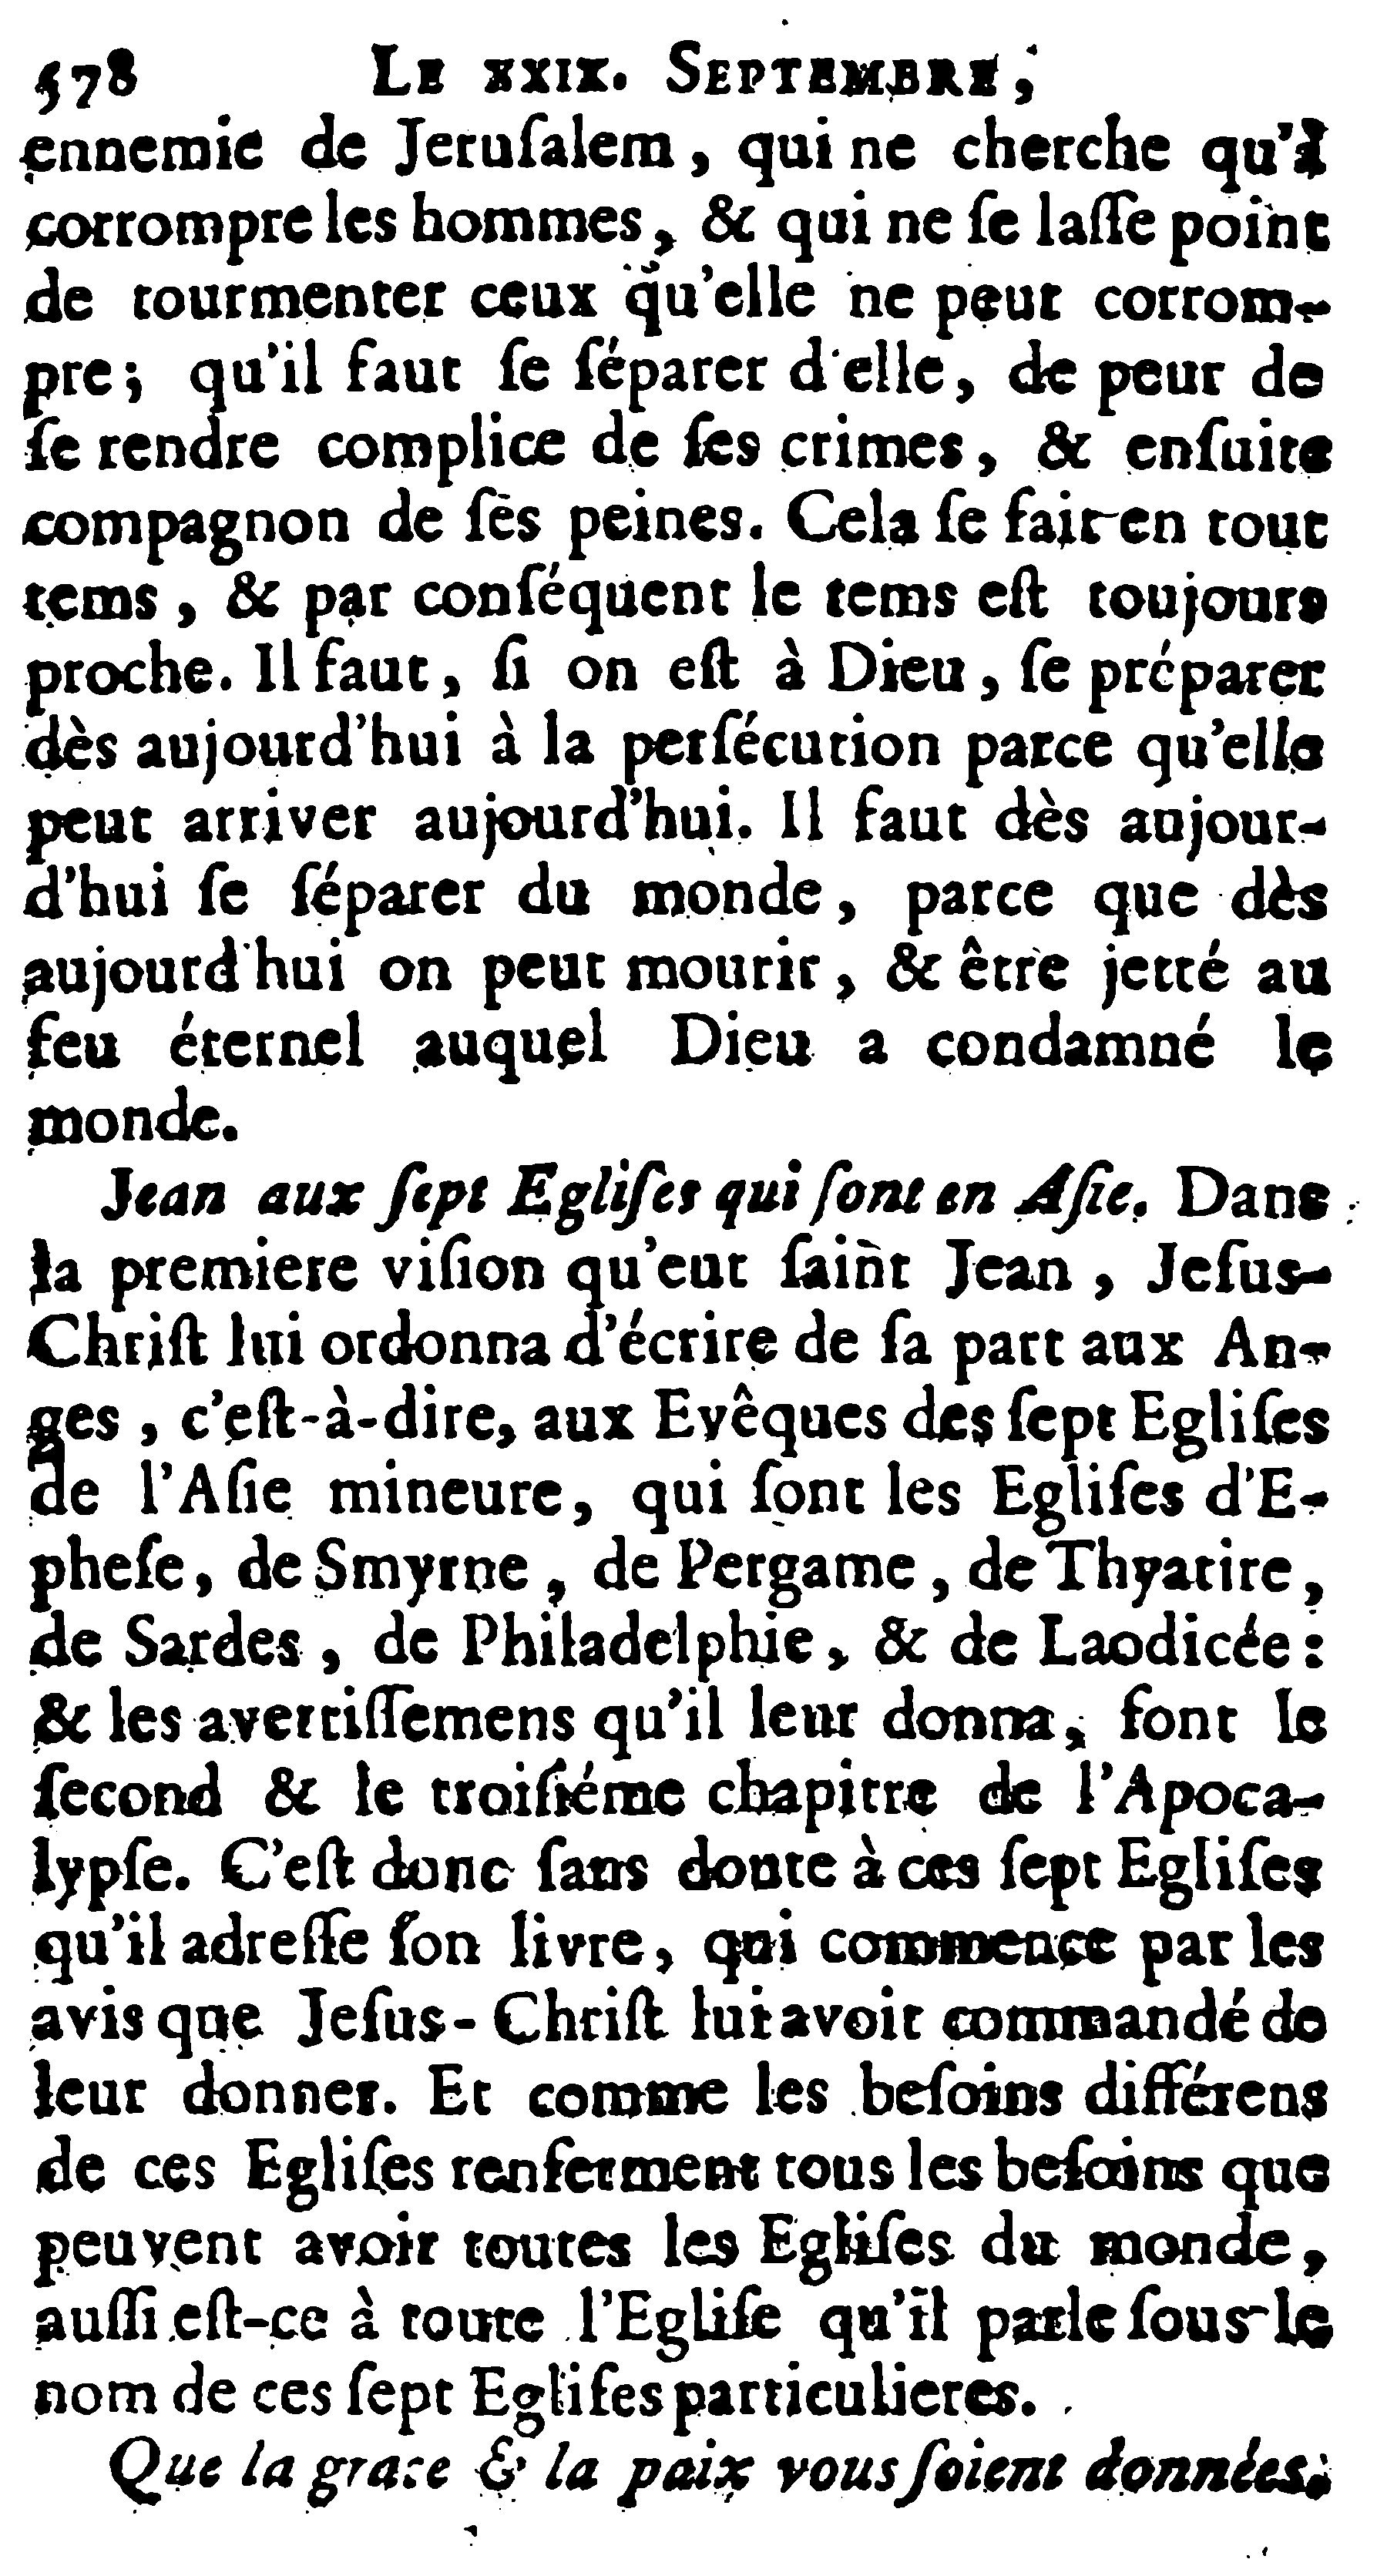 578 LE XXIX. SEPTEMBRE,
ennemie de Jeruſalem, qui ne cherche qu'à
corrompre les hommes, & qui ne ſe laſſe point
de tourmenter ceux qu'elle ne peut corrom-
pre; qu'il faut ſe ſéparer d'elle, de peur de
ſe rendre complice de ſes crimes, & enſuite
compagnon de ſes peines. Cela ſe fait en tout
tems, & par conſéquent le tems eſt toujours
proche. Il faut, ſi on eſt à Dieu, ſe préparer
dès aujourd'hui à la perſécution parce qu'elle
peut arriver aujourd'hui. Il faut dès aujour-
d'hui ſe ſéparer du monde, parce que dès
aujourd'hui on peut mourir, & être jetté au
feu éternel auquel Dieu a condamné le
monde.
Jean aux ſept Egliſes qui ſont en Aſie. Dans
la premiere viſion qu'eut ſaint Jean, Jeſus-
Chriſt lui ordonna d'écrire de ſa part aux An-
ges, c'eſt-à-dire, aux Evêques des ſept Egliſes
de l'Aſie mineure, qui ſont les Egliſes d'E-
pheſe, de Smyrne, de Pergame, de Thyatire,
de Sardes, de Philadelphie, & de Laodicée:
& les avertiſſemens qu'il leur donna, font le
ſecond & le troiſiéme chapitre de l'Apoca-
lypſe. C'eſt donc ſans doute à ces ſept Egliſes
qu'il adreſſe ſon livre, qui commence par les
avis que Jeſus-Chriſt lui avoit commandé de
leur donner. Et comme les beſoins différens
de ces Egliſes renferment tous les beſoins que
peuvent avoir toutes les Egliſes du monde,
auſſi eſt-ce à toute l'Egliſe qu'il parle ſous le
nom de ces ſept Egliſes particulieres.
Que la grace & la paix vous ſoient données.